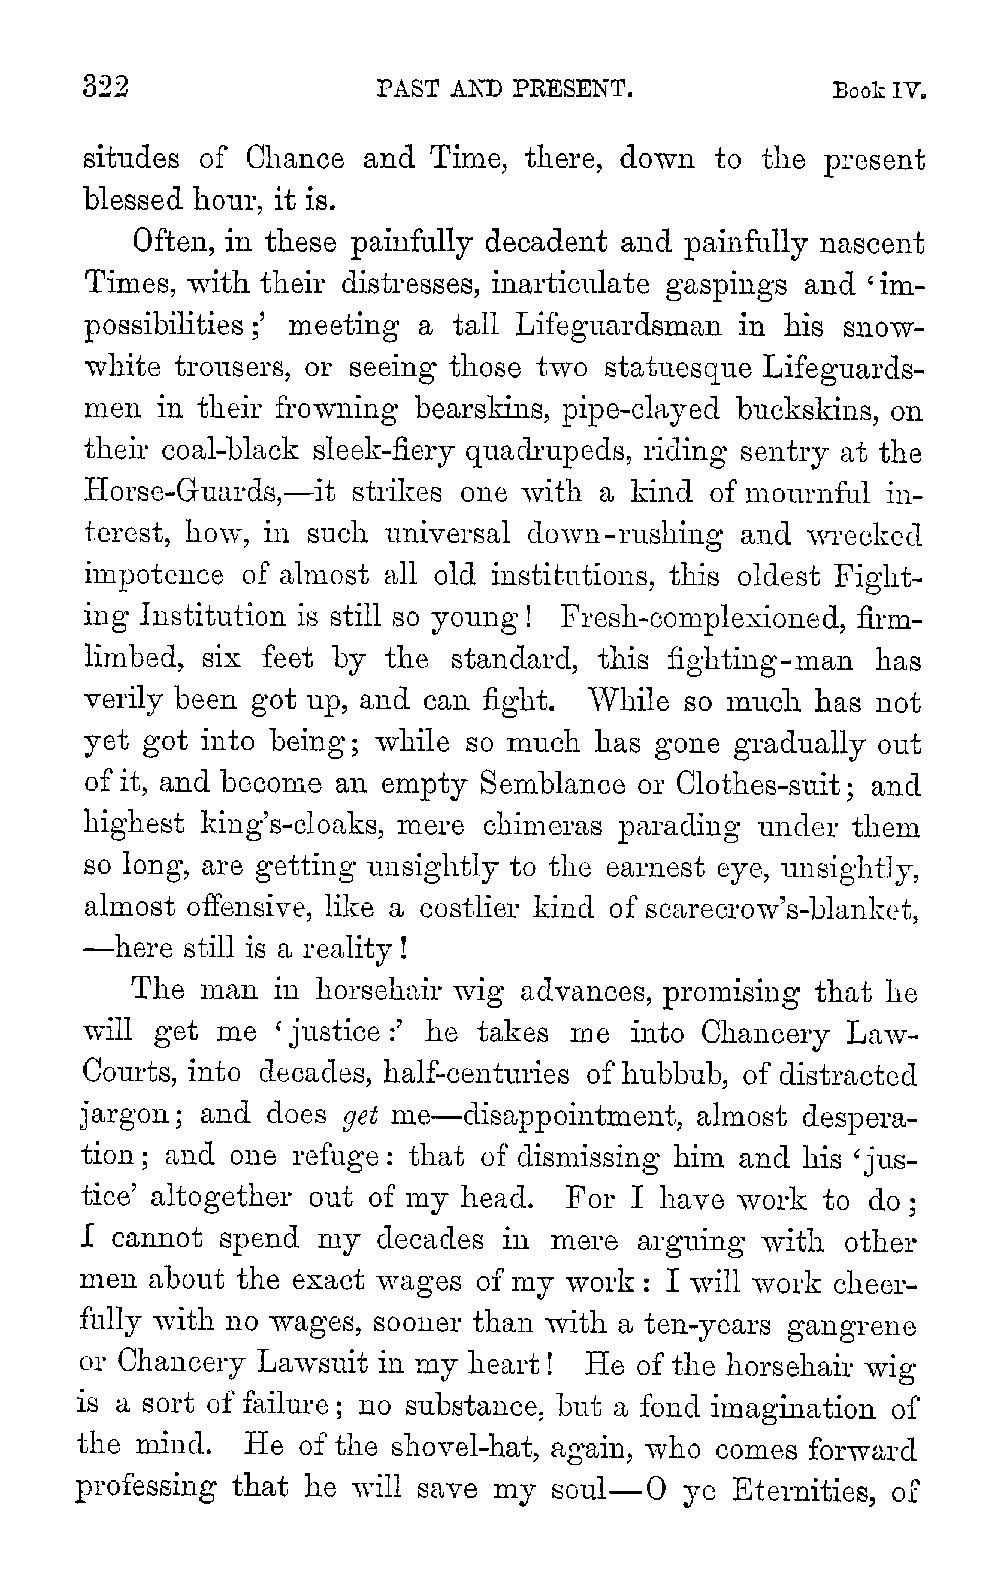 322 PAST AND PRESENT. Book IV.
situdes of Chance and Time, there, down to the present
blessed hour, it is.
Often, in these painfully decadent and painfully nascent
Times, with their distresses, inarticulate gaspings and ‘im-
possibilities;’ meeting a tall Lifeguardsman in his snow-
white trousers, or seeing those two statuesque Lifeguards-
men in their frowning bearskins, pipe-clayed buckskins, on
their coal-black sleek-fiery quadrupeds, riding sentry at the
Horse-Guards,—it strikes one with a kind of mournful in-
terest, how, in such universal down-rushing and wrecked
impotence of almost all old institutions, this oldest Fight-
ing Institution is still so young! Fresh-complexioned, firm-
limbed, six feet by the standard, this fighting-man has
verily been got up, and can fight. While so much has not
yet got into being; while so much has gone gradually out
of it, and become an empty Semblance or Clothes-suit; and
highest king’s-cloaks, mere chimeras parading under them
so long, are getting unsightly to the earnest eye, unsightly,
almost offensive, like a costlier kind of scarecrow’s-blanket,
—here still is a reality!
The man in horsehair wig advances, promising that he
will get me ‘justice:’ he takes me into Chancery Law-
Courts, into decades, half-centuries of hubbub, of distracted
jargon; and does get me—disappointment, almost despera-
tion; and one refuge: that of dismissing him and his ‘jus-
tice’ altogether out of my head. For I have work to do;
I cannot spend my decades in mere arguing with other
men about the exact wages of my work: I will work cheer-
fully with no wages, sooner than with a ten-years gangrene
or Chancery Lawsuit in my heart! He of the horsehair wig
is a sort of failure; no substance, but a fond imagination of
the mind. He of the shovel-hat, again, who comes forward
professing that he will save my soul—O ye Eternities, of